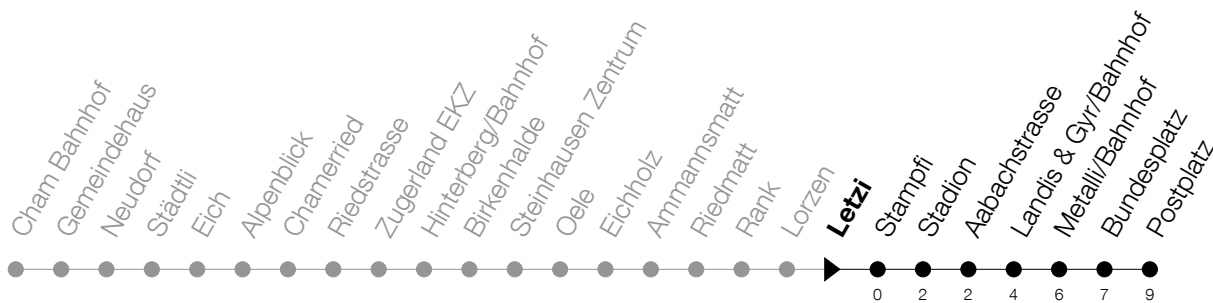 Cham Bahnhof
Gemeindehaus
Neudorf
Städtli
Eich
Alpenblick
Chamerried
Riedstrasse
Zugerland EKZ
Hinterberg/Bahnhof
Birkenhalde
Steinhausen Zentrum
Oele
Eichholz
Ammannsmatt
Riedmatt
Rank
Lorzen
Letzi
Stampfi
Stadion
Aabachstrasse
Landis & Gyr/Bahnhof
Metalli/Bahnhof
Bundesplatz
Postplatz
0 2 2 4 6 7 9